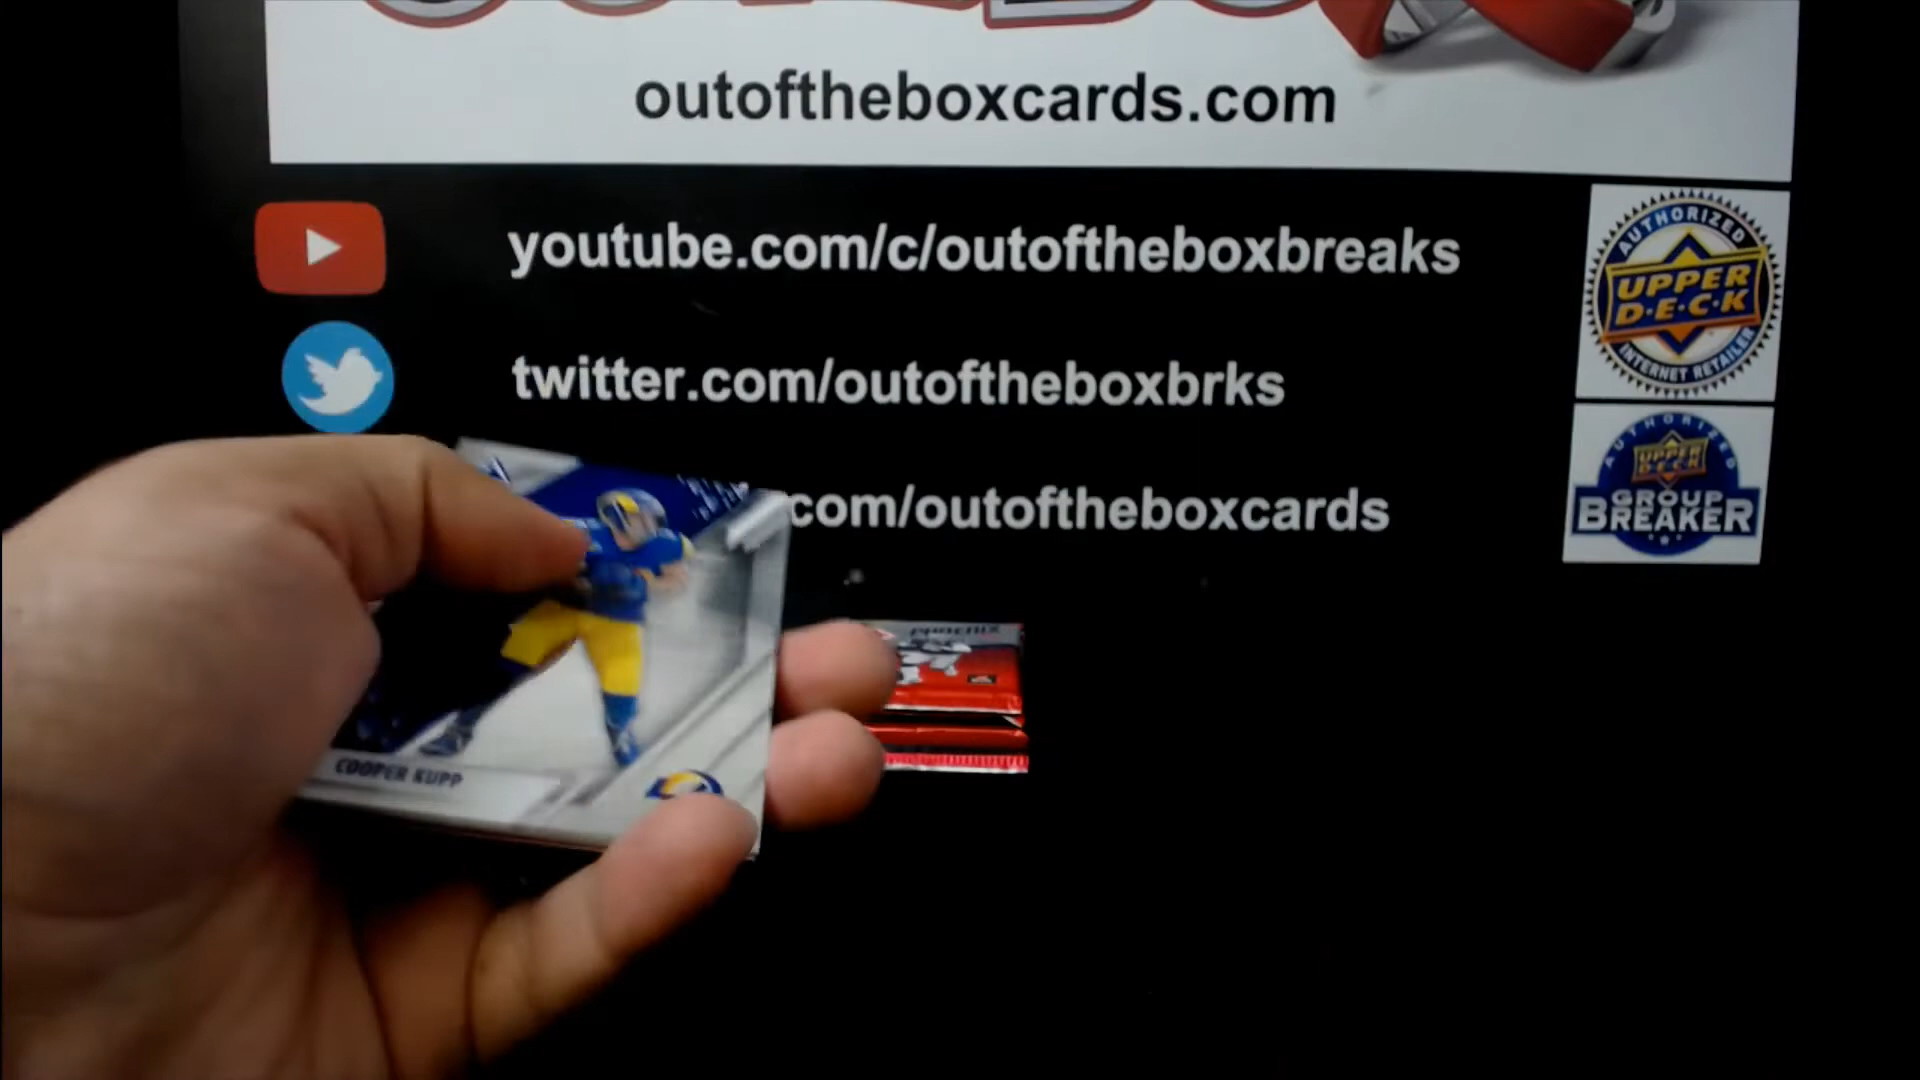 outoftheboxcards.com
youtube.com/c/outoftheboxbreaks
twitter.com/outoftheboxbrks
.com/outoftheboxcards
AUTHORIZED
UPPER
D·E·C·K
INTERNET RETAILER
AUTHORIZED
UPPER
DECK
GROUP
BREAKER
COOPER KUPP
PHOENIX